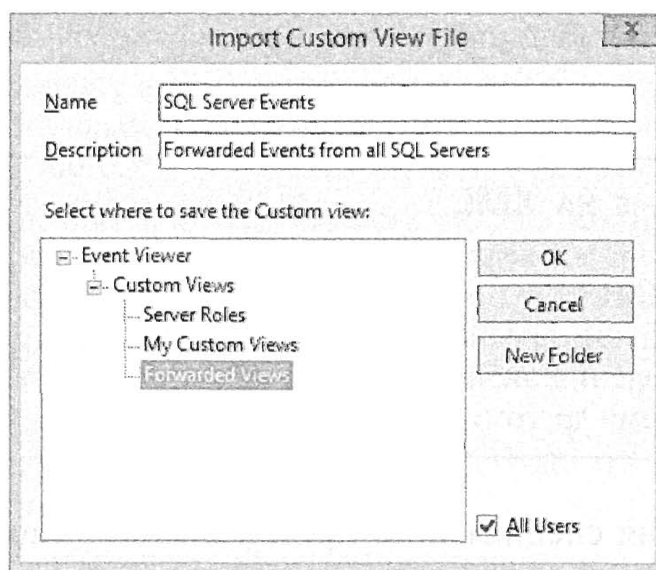 Import Custom View File
x
Name SQL Server Events
Description Forwarded Events from all SQL Servers
Select where to save the Custom view:
Event Viewer
Custom Views
Server Roles
My Custom Views
Forwarded Views
OK
Cancel
New Folder
All Users